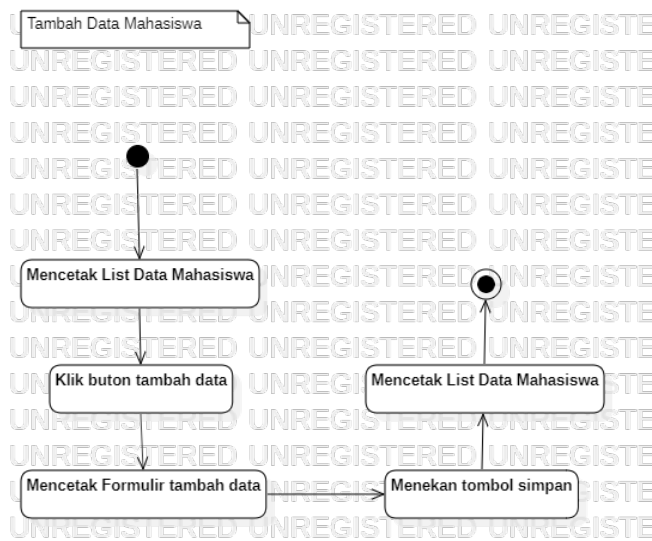 Tambah Data Mahasiswa
Mencetak List Data Mahasiswa
Klik buton tambah data
Mencetak Formulir tambah data
Menekan tombol simpan
Mencetak List Data Mahasiswa
UNREGISTERED UNREGISTERED UNREGISTE